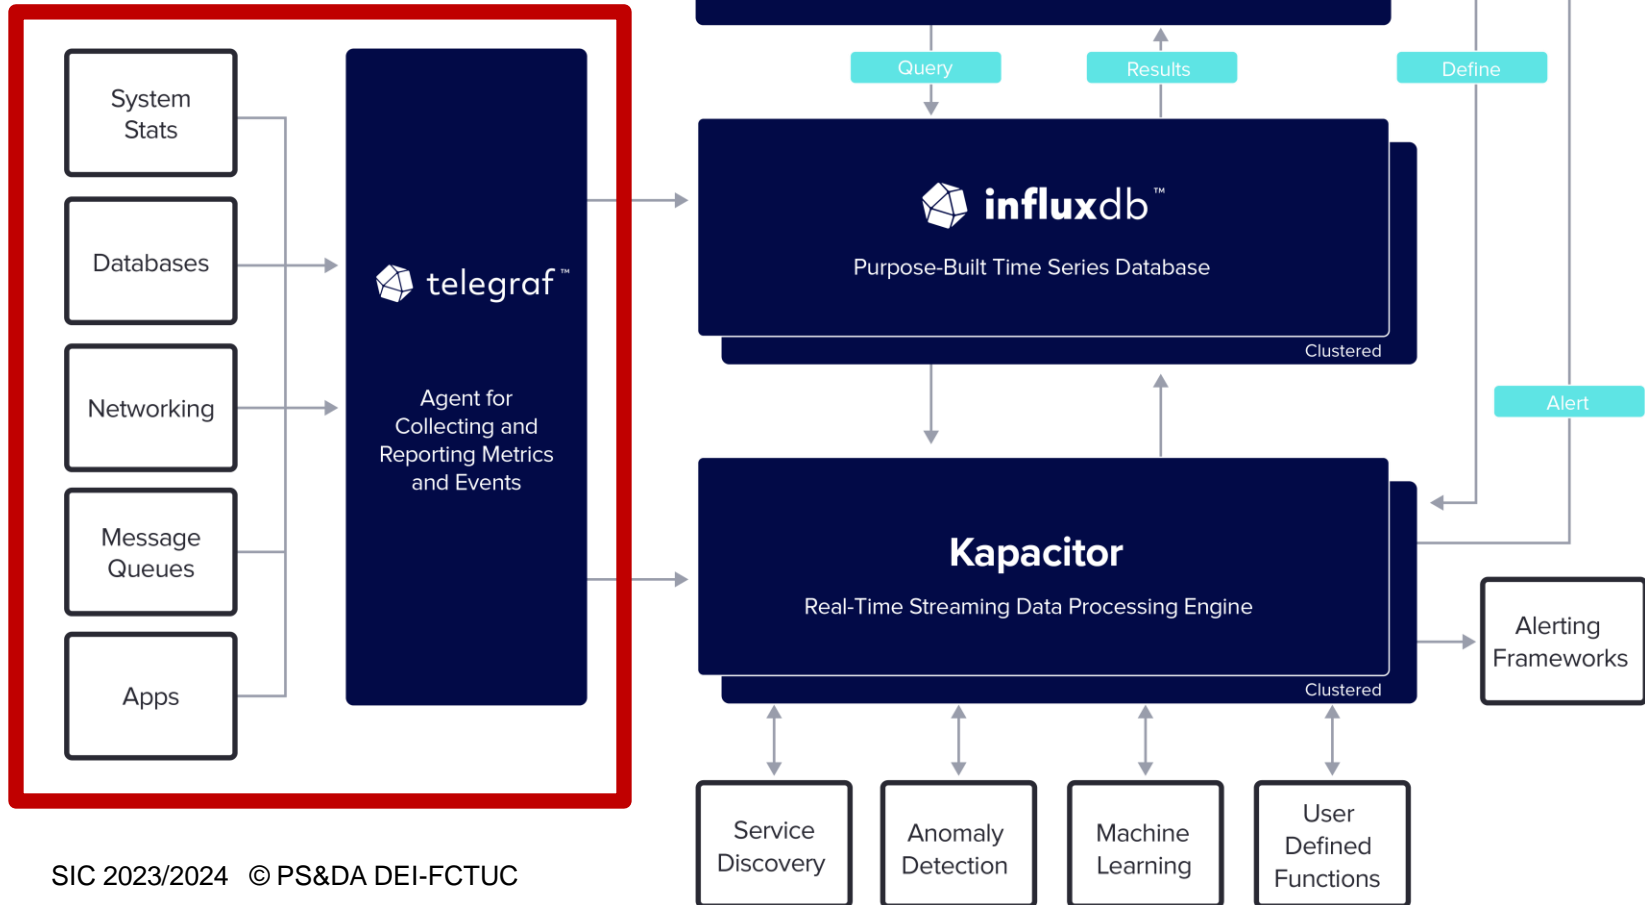 System
Stats
Databases
Networking
Message
Queues
Apps
telegraf™
Agent for
Collecting and
Reporting Metrics
and Events
Query
Results
Define
influxdb™
Purpose-Built Time Series Database
Clustered
Alert
Kapacitor
Real-Time Streaming Data Processing Engine
Clustered
Alerting
Frameworks
Service
Discovery
Anomaly
Detection
Machine
Learning
User
Defined
Functions
SIC 2023/2024 © PS&DA DEI-FCTUC